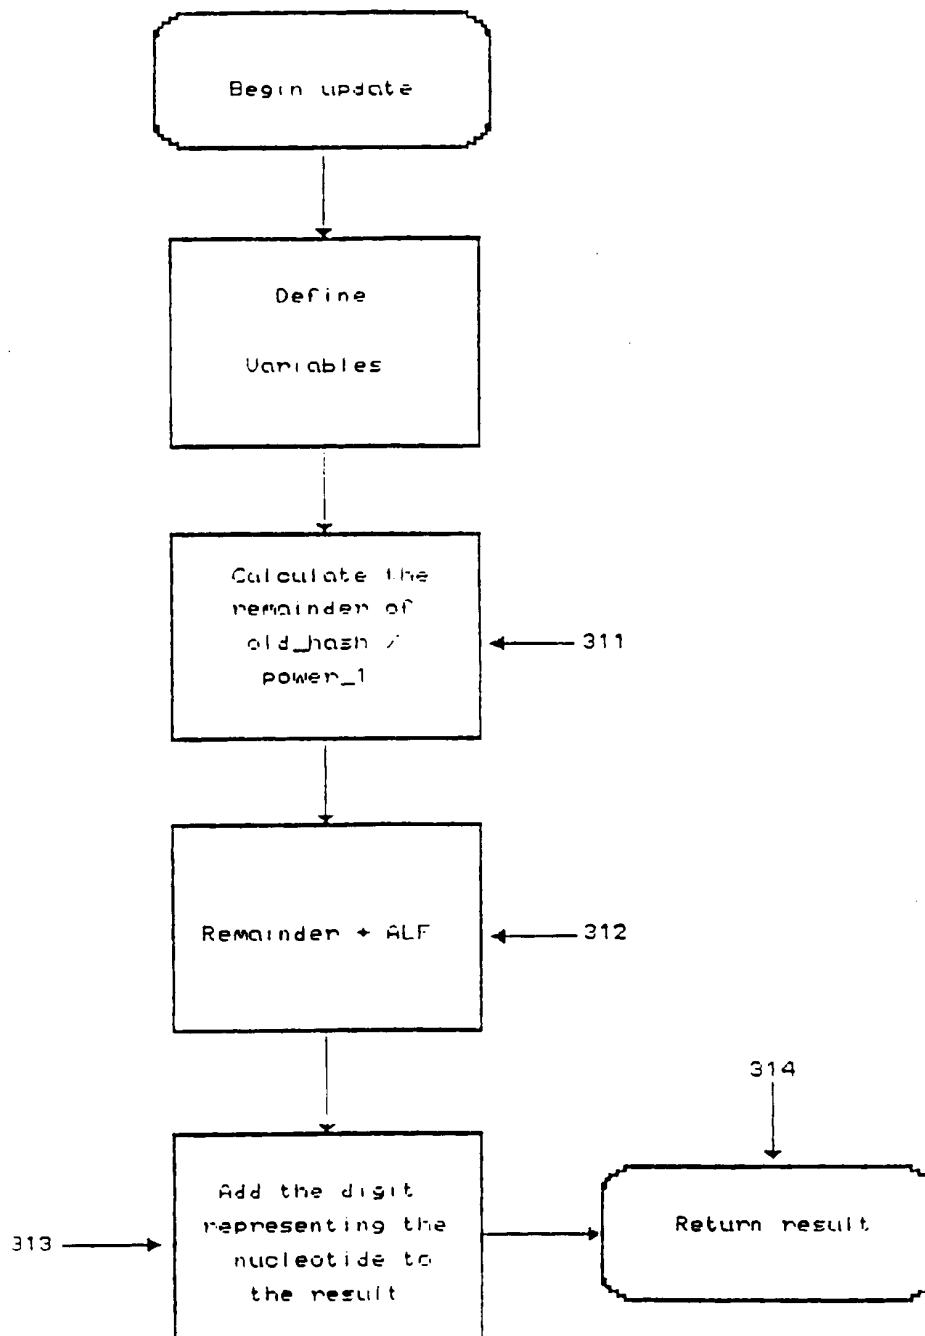 Begin update
Define
Variables
Calculate the
remainder of
old_hash /
power_1
311
Remainder * ALF
312
314
Add the digit
representing the
nucleotide to
the result
313
Return result